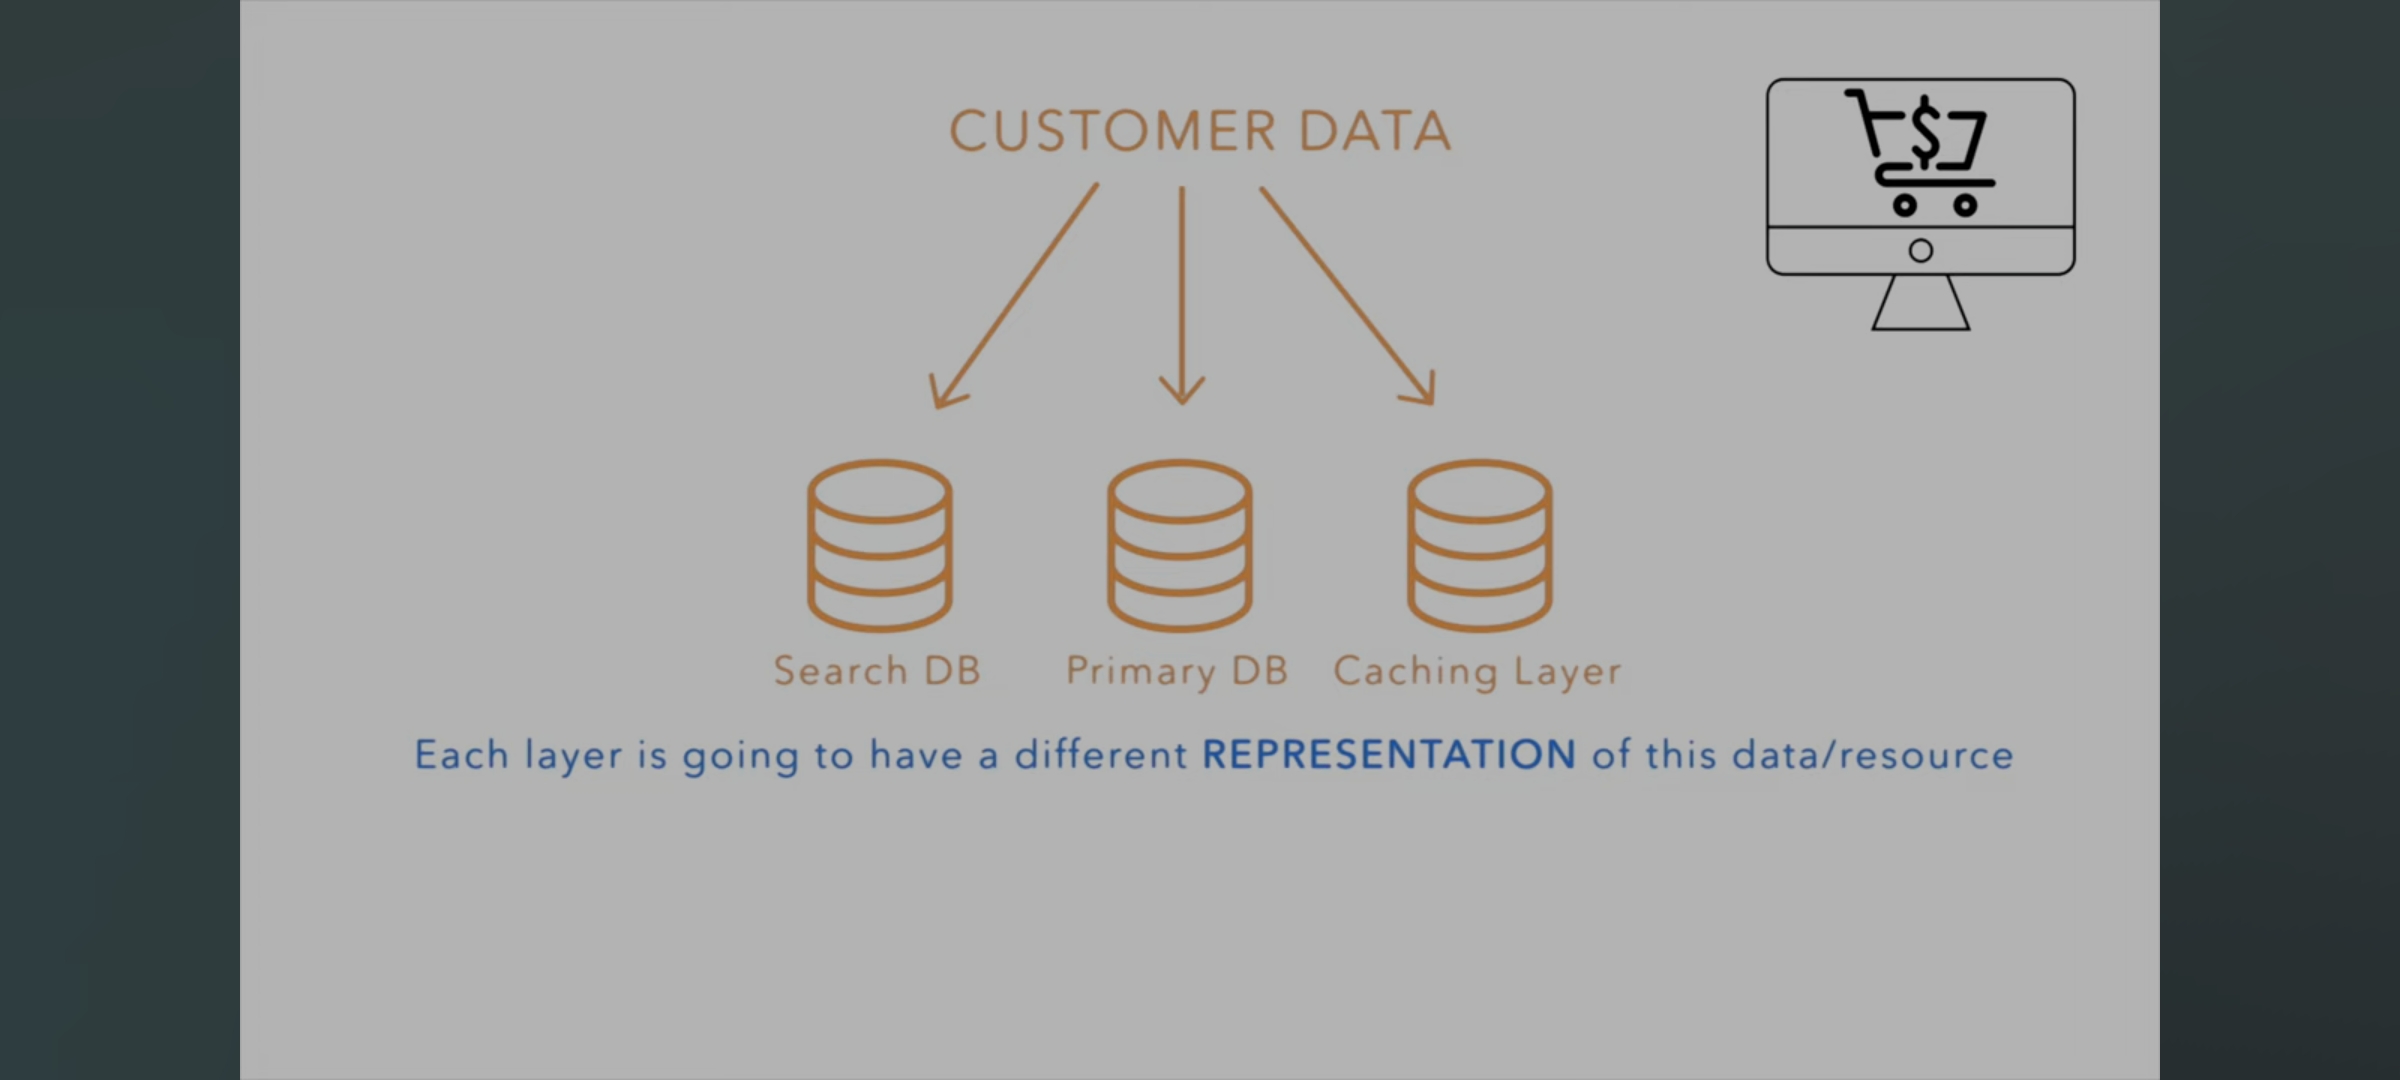 CUSTOMER DATA
$
Search DB Primary DB Caching Layer
Each layer is going to have a different REPRESENTATION of this data/resource